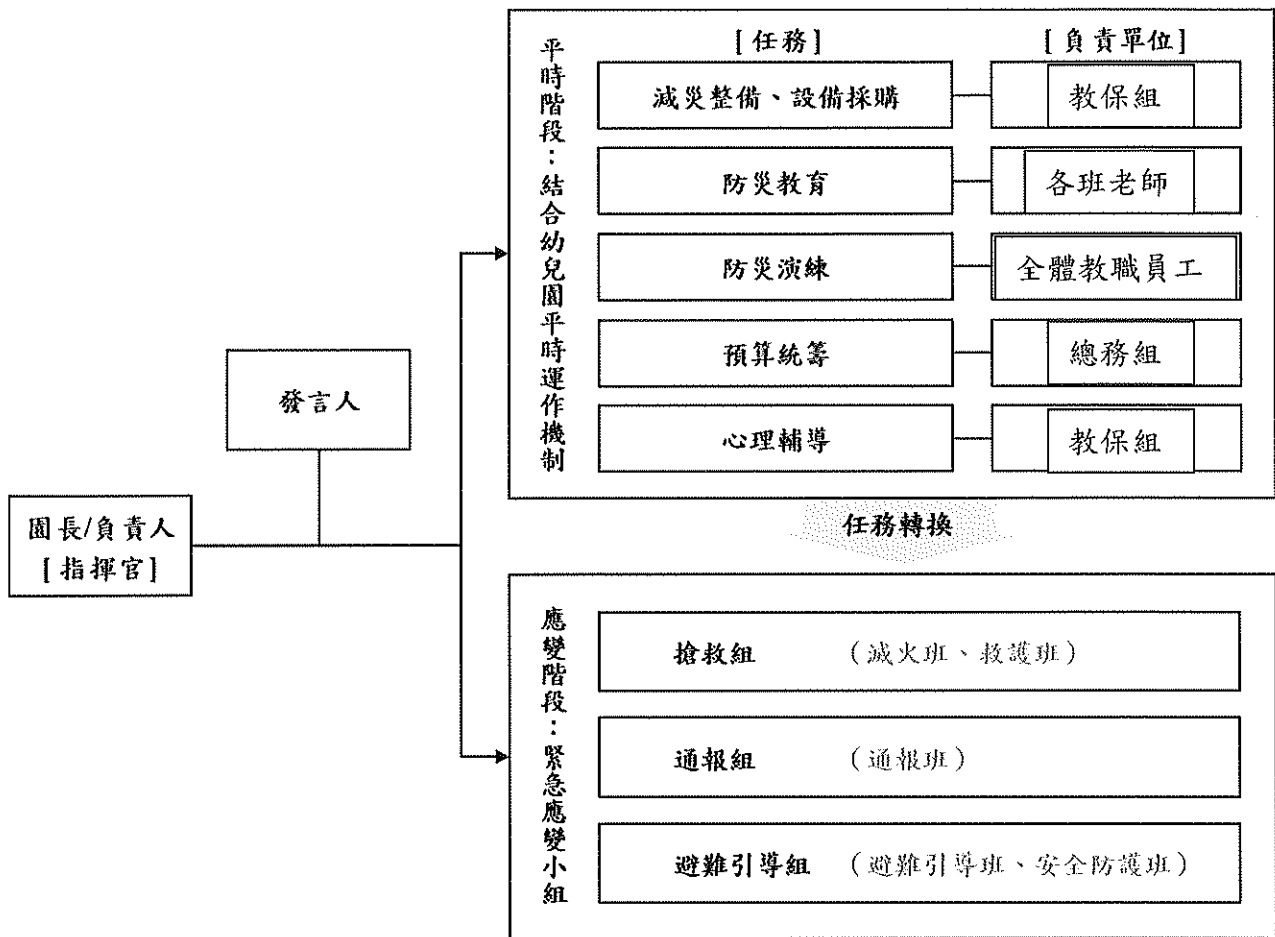 平時階段：結合幼兒園平時運作機制
[任務] [負責單位]
減災整備、設備採購 教保組
防災教育 各班老師
防災演練 全體教職員工
預算統籌 總務組
心理輔導 教保組
發言人
園長/負責人
[指揮官]
任務轉換
應變階段：緊急應變小組
搶救組 (滅火班、救護班)
通報組 (通報班)
避難引導組 (避難引導班、安全防護班)